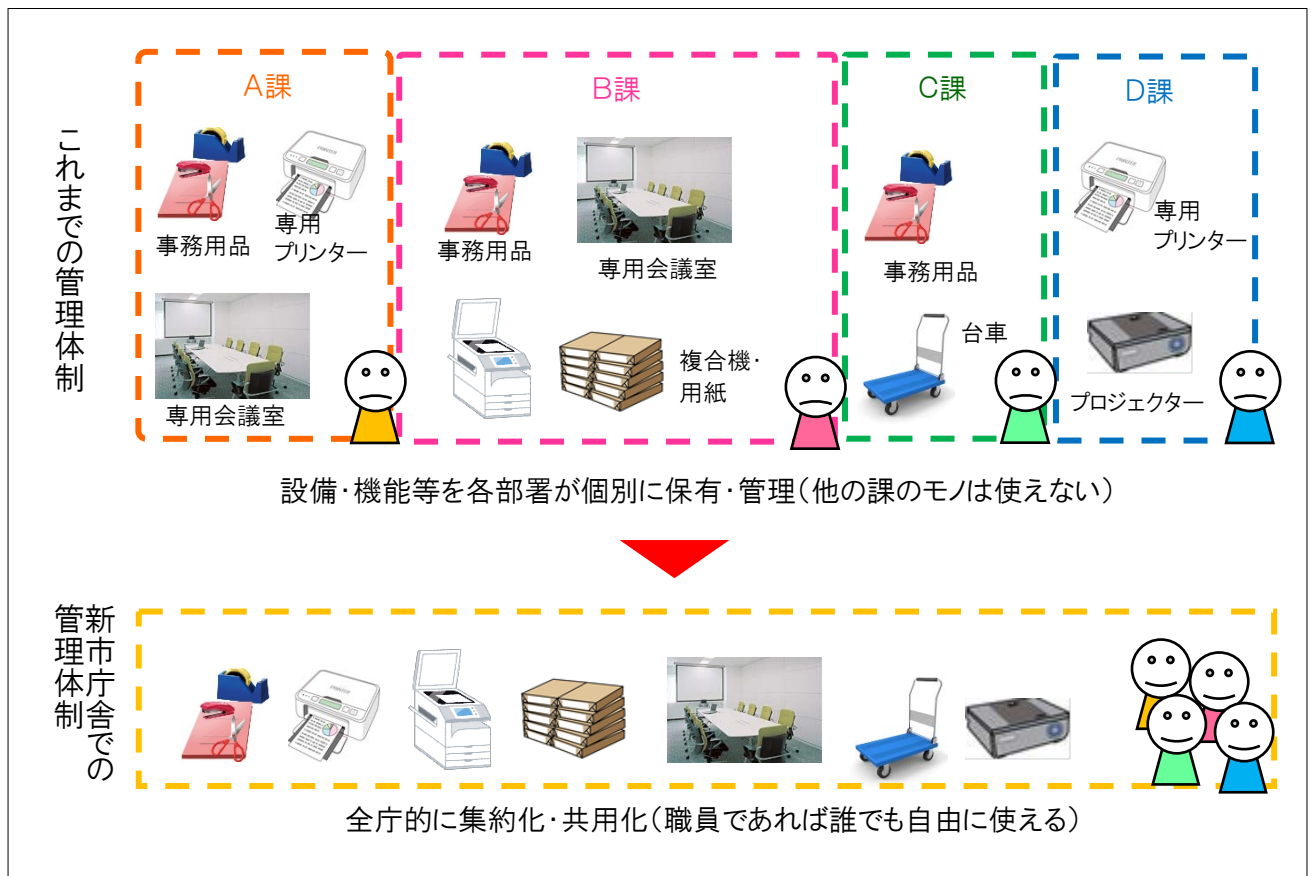 これまでの管理体制
A課
事務用品
専用
プリンター
専用会議室
B課
事務用品
専用会議室
複合機・
用紙
C課
事務用品
台車
D課
専用
プリンター
プロジェクター
設備・機能等を各部署が個別に保有・管理(他の課のモノは使えない)
新市庁舎での
管理体制
全庁的に集約化・共用化(職員であれば誰でも自由に使える)